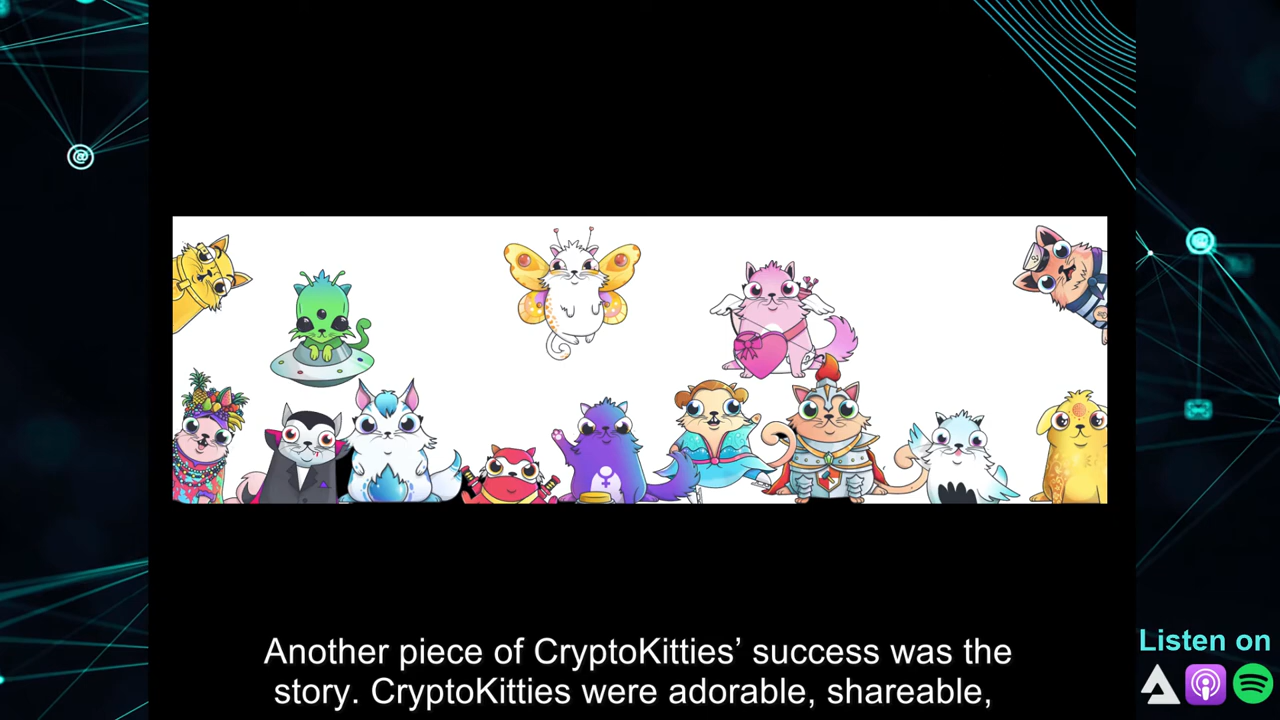 Another piece of CryptoKitties’ success was the
story. CryptoKitties were adorable, shareable,
Listen on